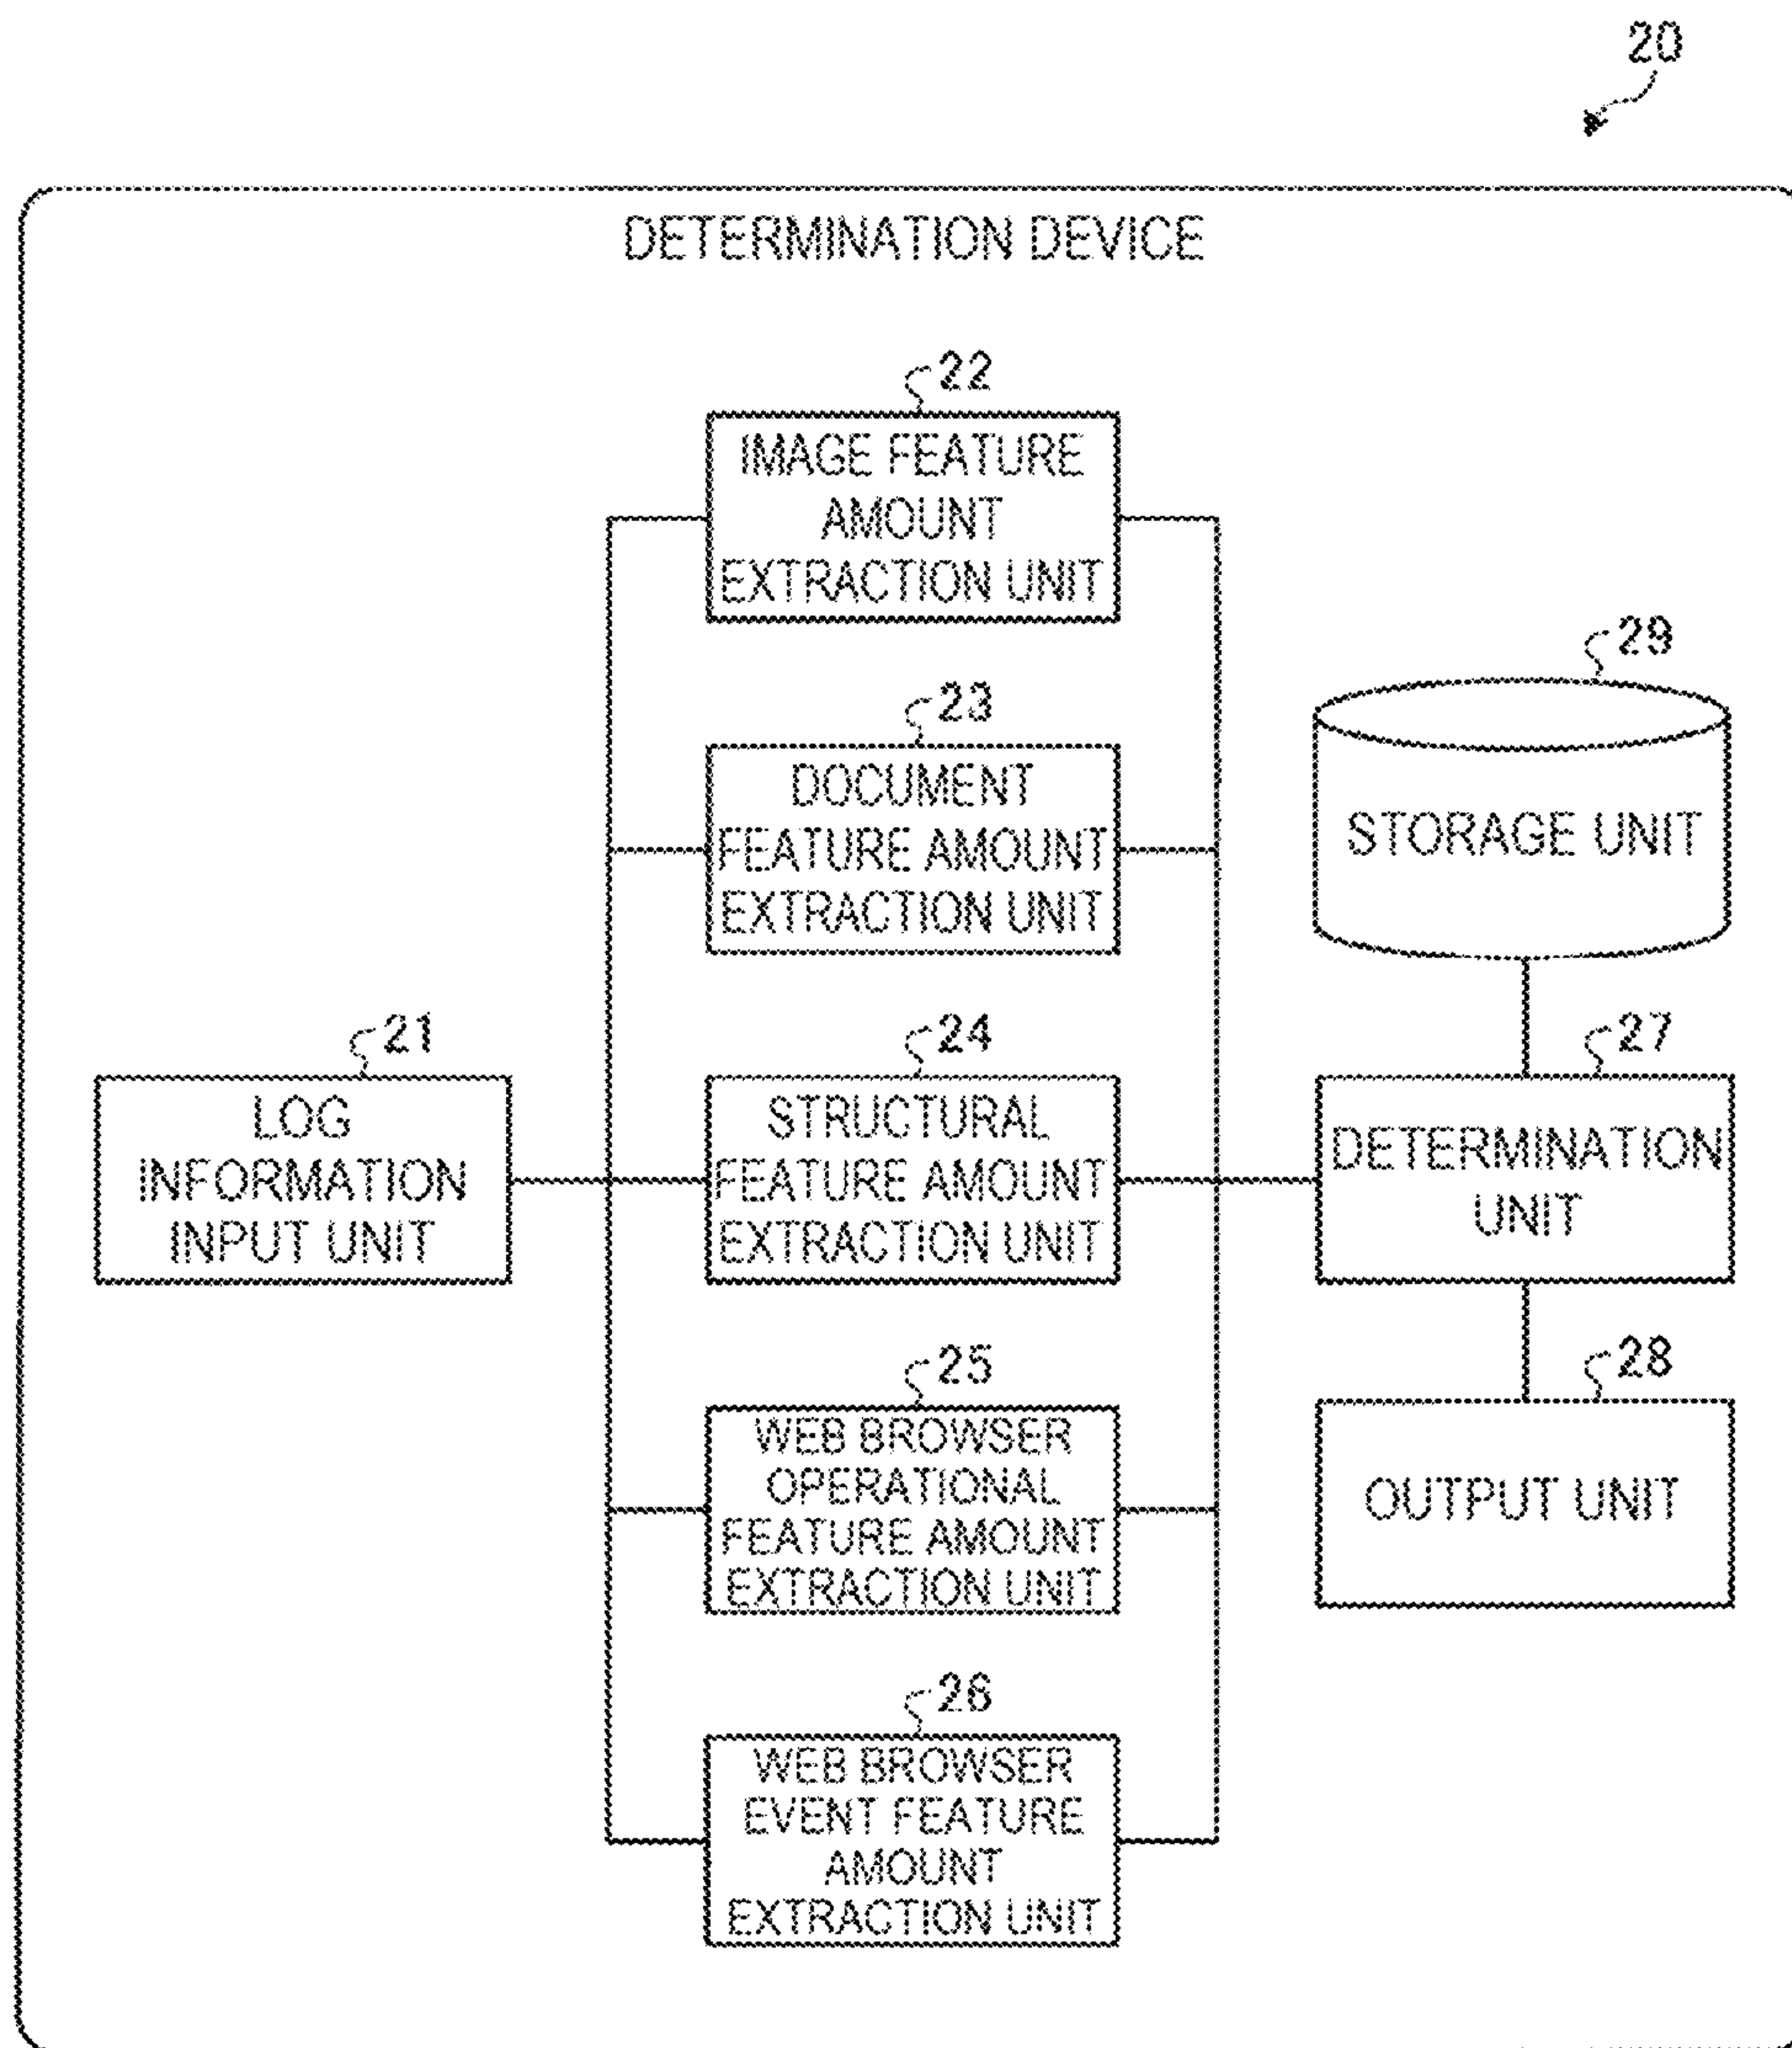 20
DETERMINATION DEVICE
22
IMAGE FEATURE
AMOUNT
EXTRACTION UNIT
23
DOCUMENT
FEATURE AMOUNT
EXTRACTION UNIT
29
STORAGE UNIT
21
LOG
INFORMATION
INPUT UNIT
24
STRUCTURAL
FEATURE AMOUNT
EXTRACTION UNIT
27
DETERMINATION
UNIT
25
WEB BROWSER
OPERATIONAL
FEATURE AMOUNT
EXTRACTION UNIT
28
OUTPUT UNIT
26
WEB BROWSER
EVENT FEATURE
AMOUNT
EXTRACTION UNIT